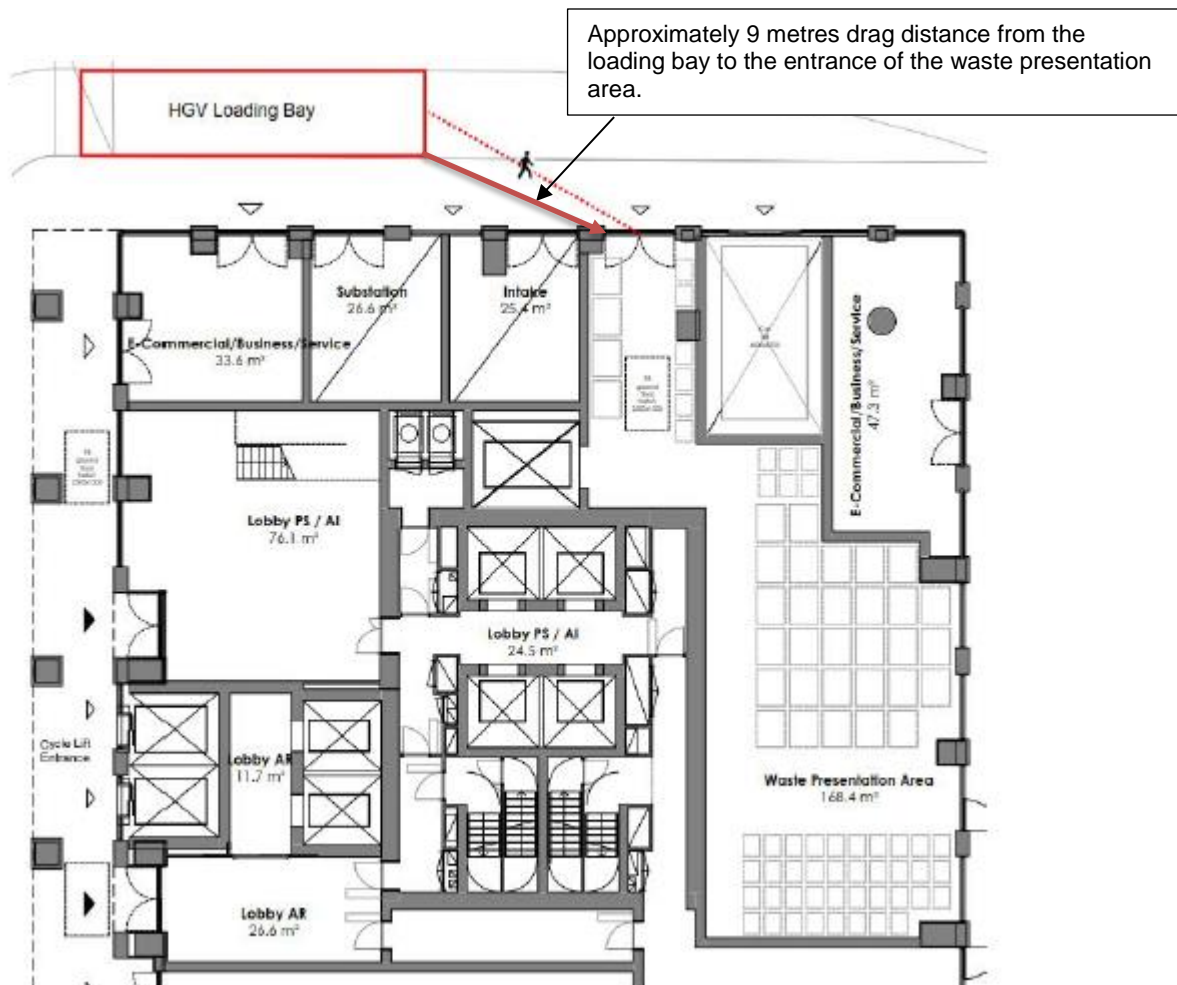 Approximately 9 metres drag distance from the
loading bay to the entrance of the waste presentation
area.
HGV Loading Bay
Substation
26.6 m²
Intake
25.4 m²
E-Commercial/Business/Service
33.6 m²
E-Commercial/Business/Service
47.3 m²
Lobby PS / AI
76.1 m²
Lobby PS / AI
24.5 m²
Cycle Lift
Entrance
Lobby AR
11.7 m²
Waste Presentation Area
168.4 m²
Lobby AR
26.6 m²